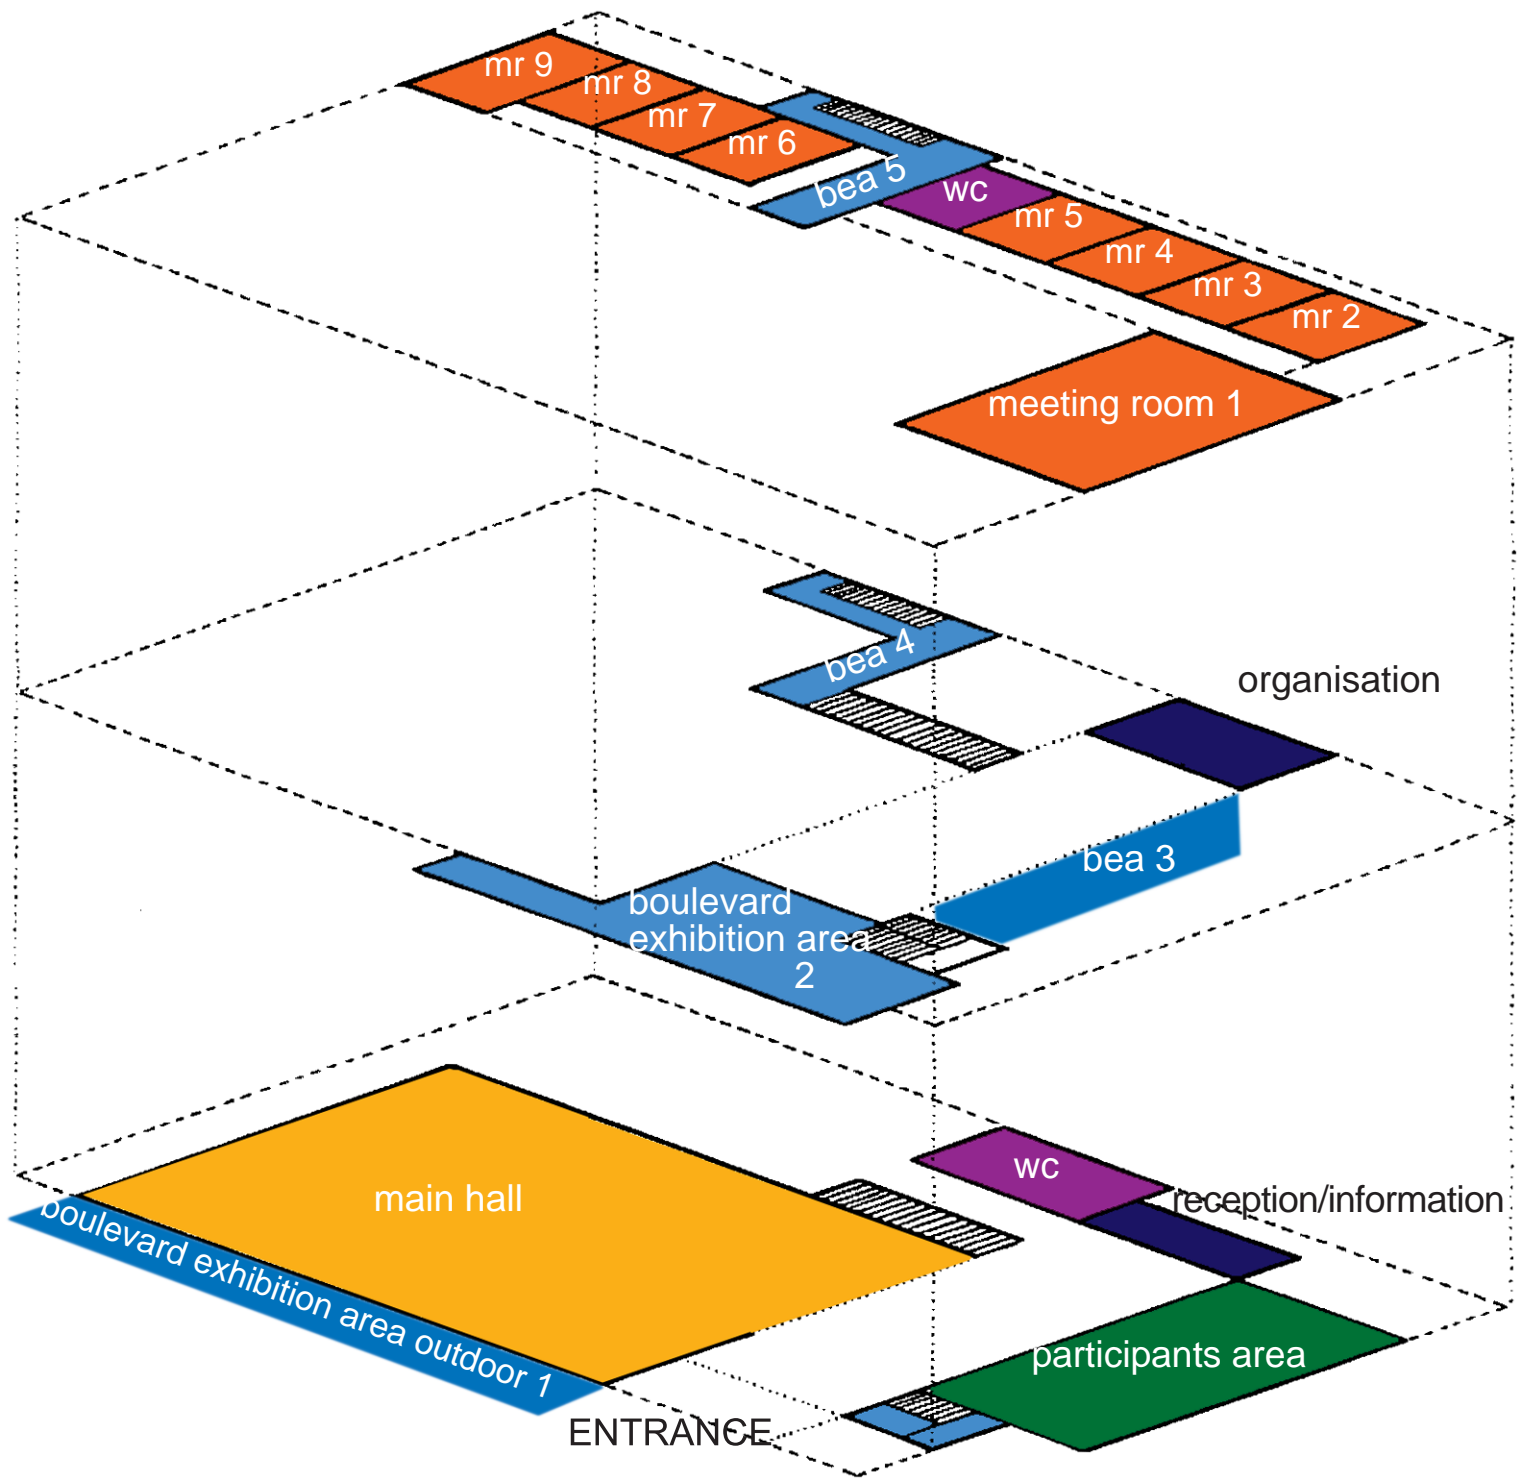 mr 9
mr 8
mr 7
mr 6
bea 5
wc
mr 5
mr 4
mr 3
mr 2
meeting room 1
bea 4
organisation
bea 3
boulevard
exhibition area
2
wc
reception/information
main hall
boulevard exhibition area outdoor 1
participants area
ENTRANCE